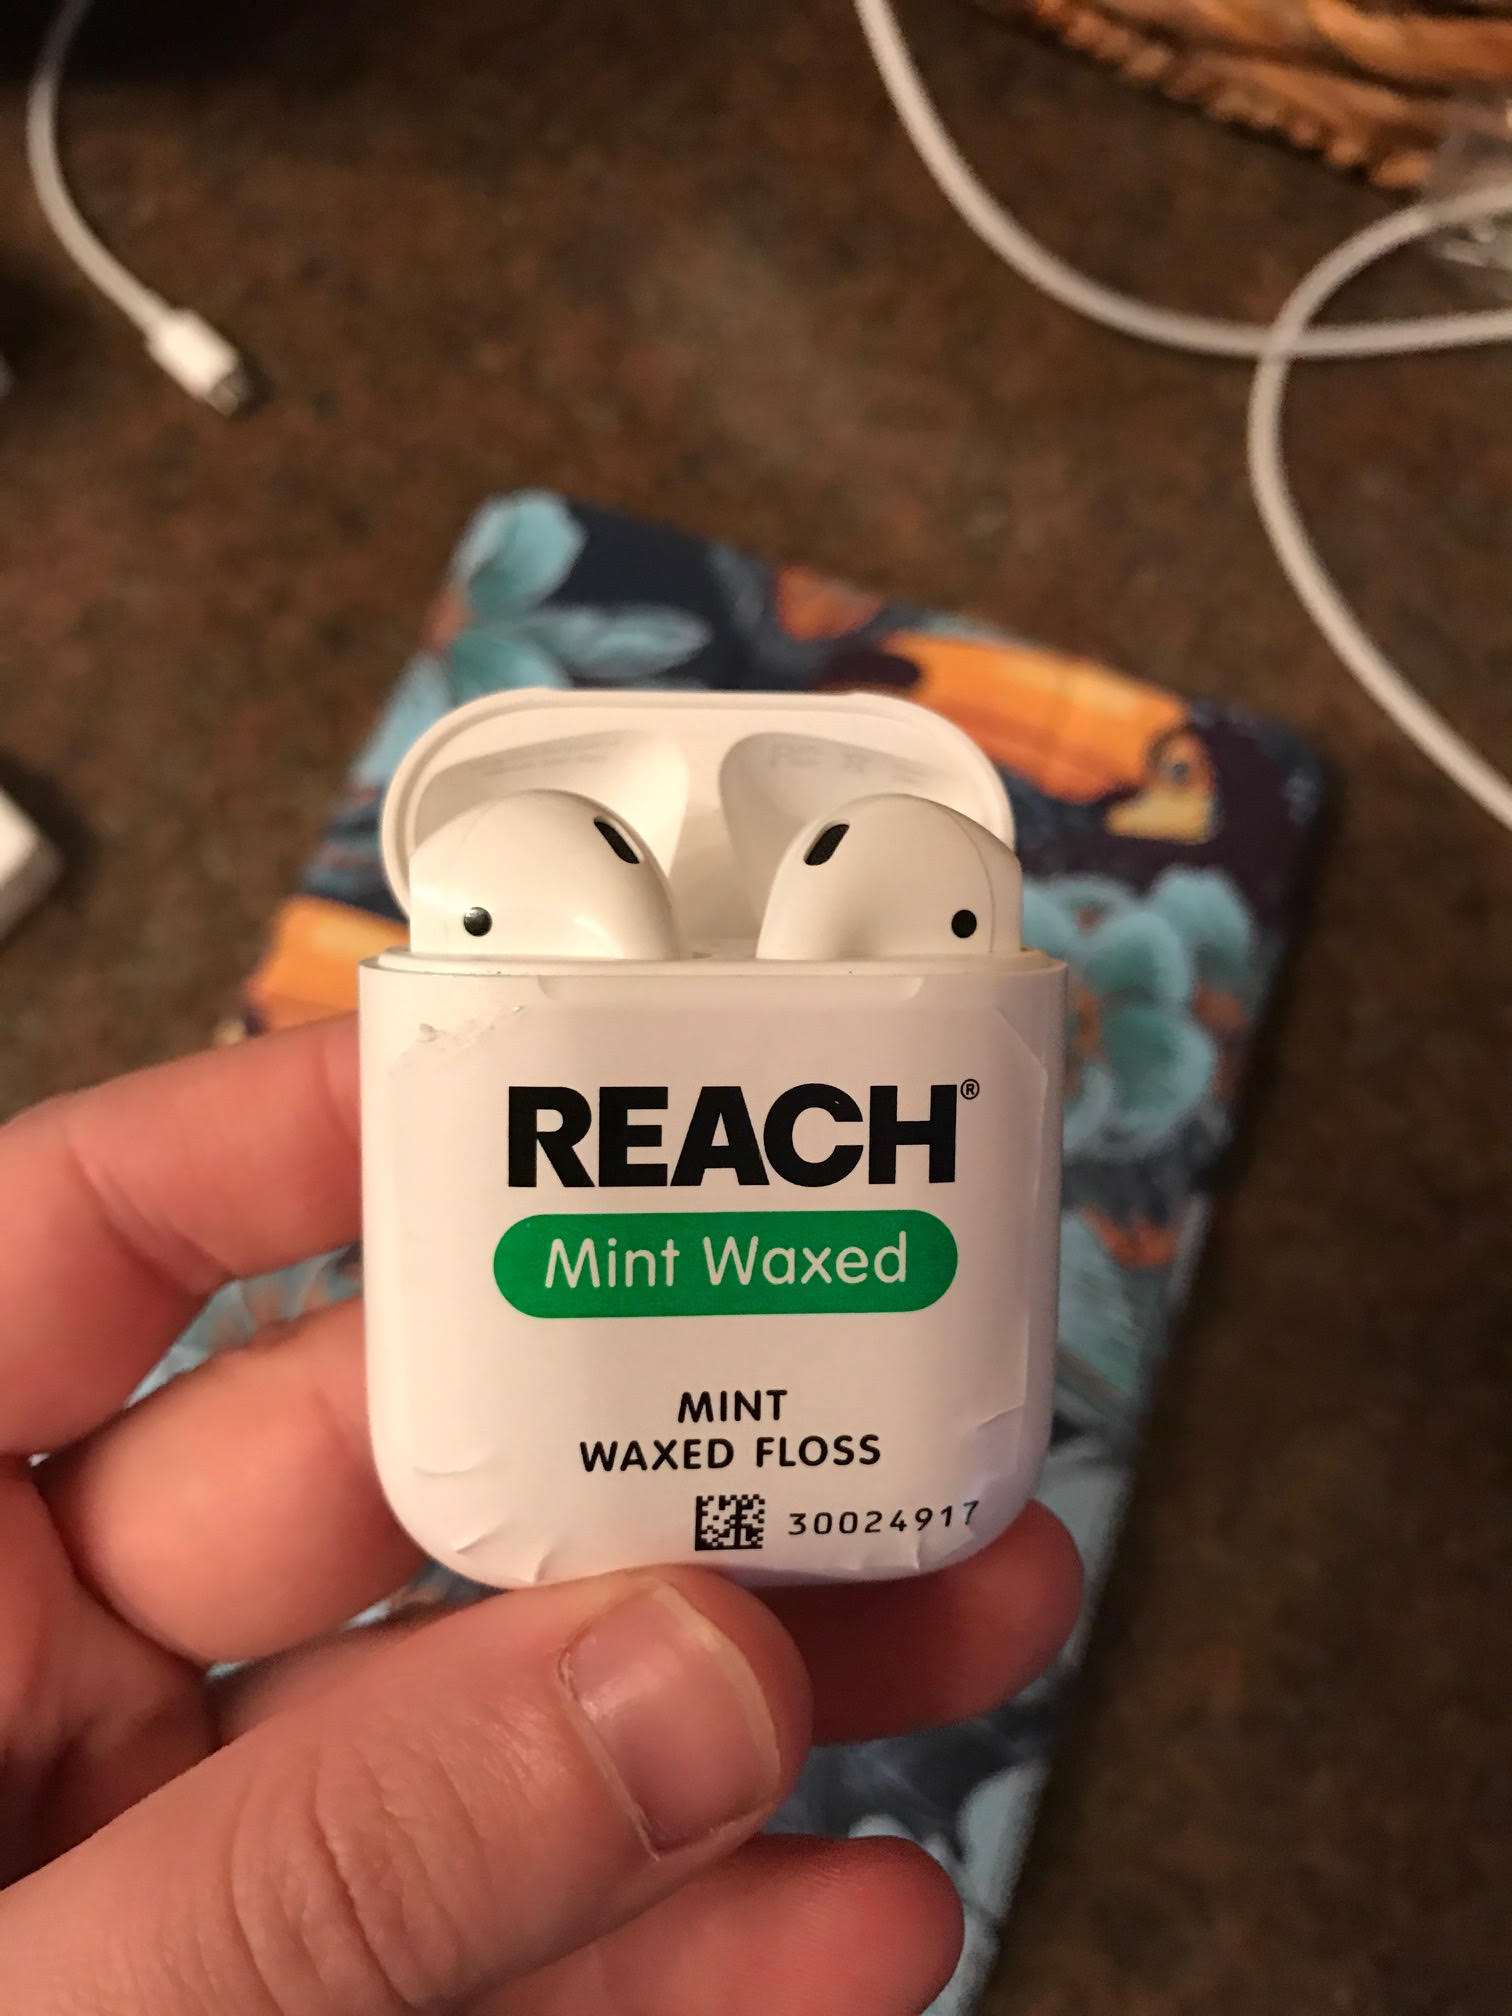 REACH®
Mint Waxed
MINT
WAXED FLOSS
30024917